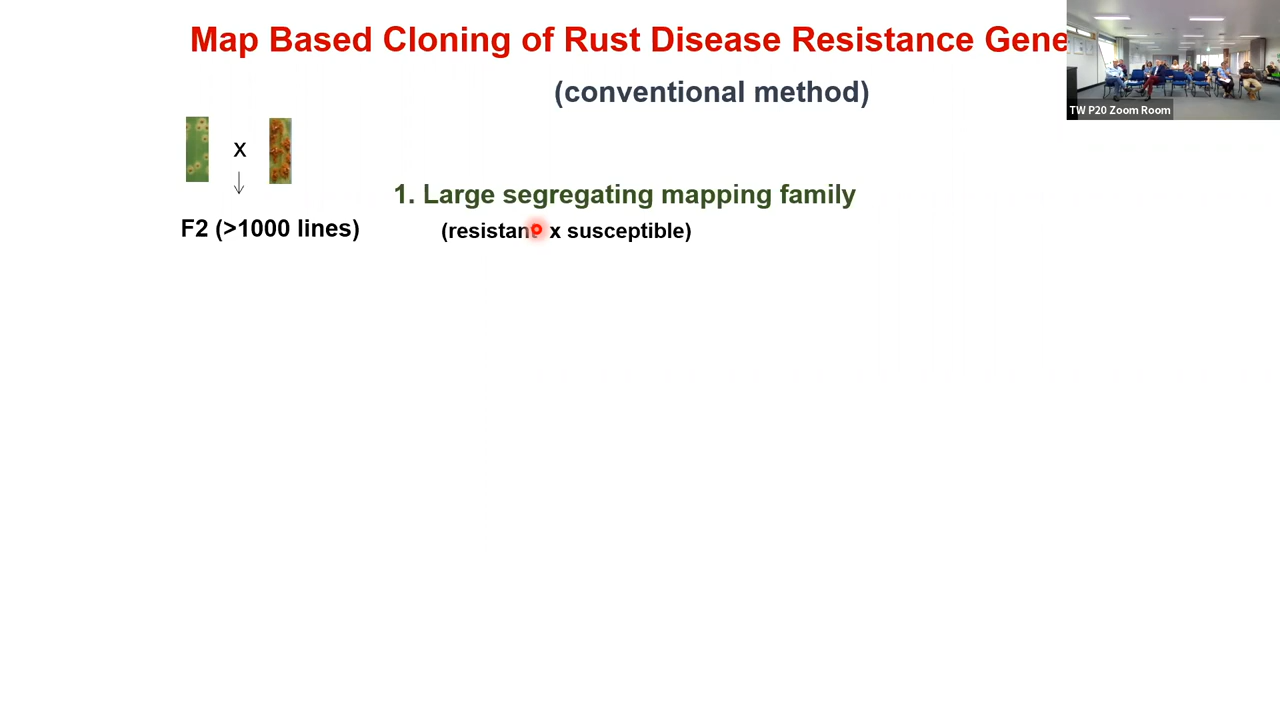 Map Based Cloning of Rust Disease Resistance Gene
(conventional method)
TW P20 Zoom Room
x
1. Large segregating mapping family
F2 (>1000 lines)
(resistant x susceptible)